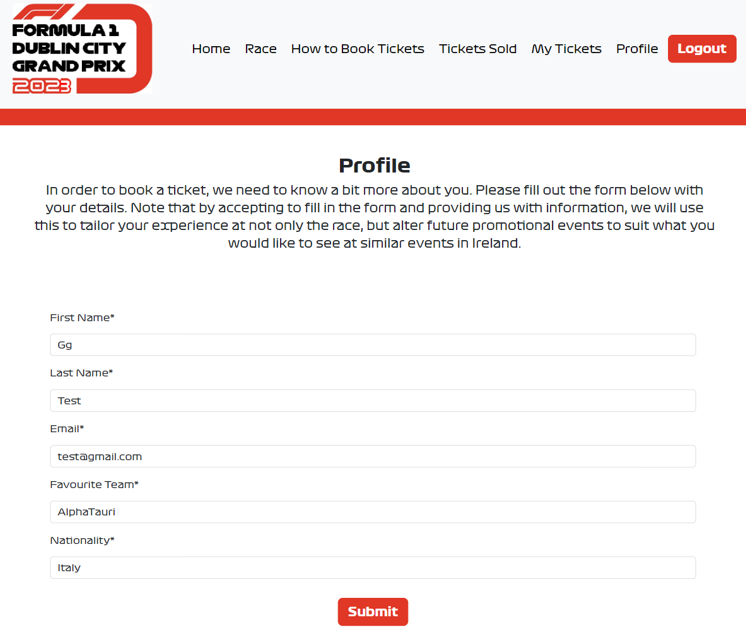 FORMULA 1
DUBLIN CITY
GRAND PRIX
2023
Home Race How to Book Tickets Tickets Sold My Tickets Profile Logout
Profile
In order to book a ticket, we need to know a bit more about you. Please fill out the form below with
your details. Note that by accepting to fill in the form and providing us with information, we will use
this to tailor your experience at not only the race, but alter future promotional events to suit what you
would like to see at similar events in Ireland.
First Name*
Gg
Last Name*
Test
Email*
test@gmail.com
Favourite Team*
AlphaTauri
Nationality*
Italy
Submit